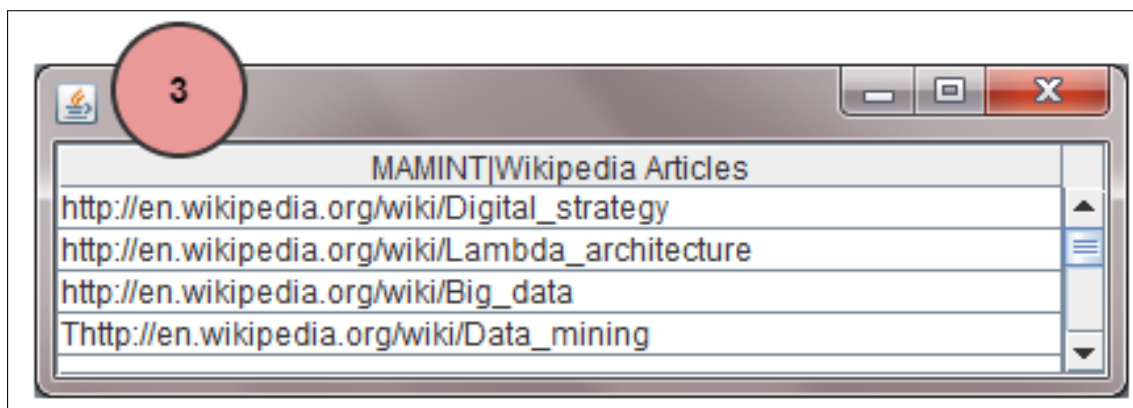 3
MAMINT|Wikipedia Articles
http://en.wikipedia.org/wiki/Digital_strategy
http://en.wikipedia.org/wiki/Lambda_architecture
http://en.wikipedia.org/wiki/Big_data
Thttp://en.wikipedia.org/wiki/Data_mining